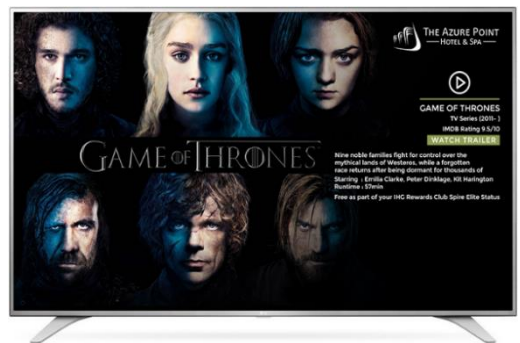 THE AZURE POINT
HOTEL & SPA
GAME OF THRONES
TV Series (2011- )
IMDB Rating 9.5/10
WATCH TRAILER
GAME OF THRONES
Nine noble families fight for control over the
mythical lands of Westeros, while a forgotten
race returns after being dormant for thousands of
Starring : Emilia Clarke, Peter Dinklage, Kit Harington
Runtime : 57min
Free as part of your IHG Rewards Club Spire Elite Status